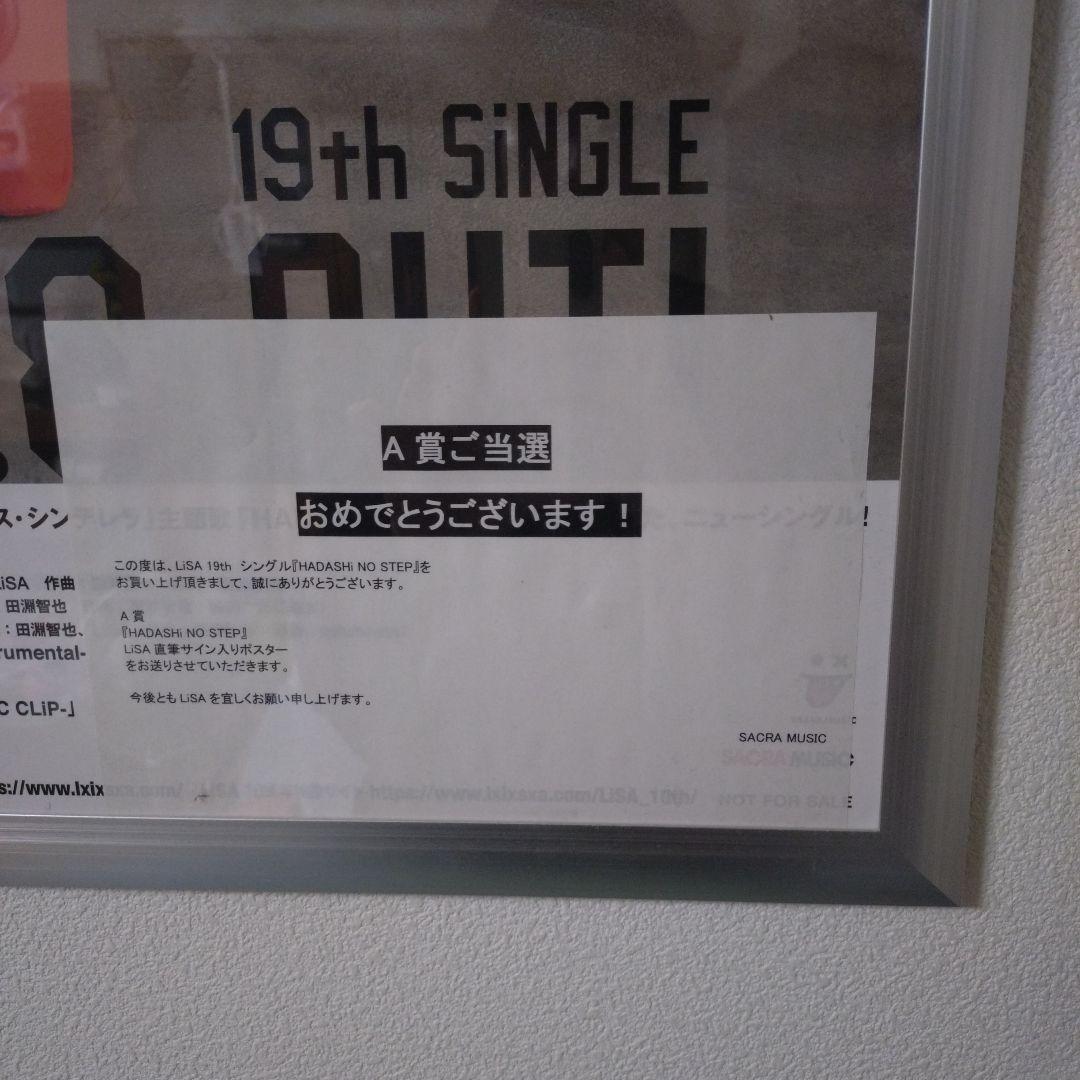 19th SiNGLE
OUT!
A 賞ご当選
おめでとうございます！
ス・シン
テレ
ニューシングル!
この度は、LiSA 19th シングル『HADASHi NO STEP』を
お買い上げ頂きまして、誠にありがとうございます。
LiSA 作曲
田淵智也
：田淵智也、
A 賞
『HADASHi NO STEP』
LiSA 直筆サイン入りポスター
をお送りさせていただきます。
rumental-
今後とも LiSA を宜しくお願い申し上げます。
C CLiP-」
SACRA MUSIC
SACRA MUSIC
s://www.lxixsxa.com/
https://www.lxixsxa.com/LiSA_10th/
NOT FOR SALE